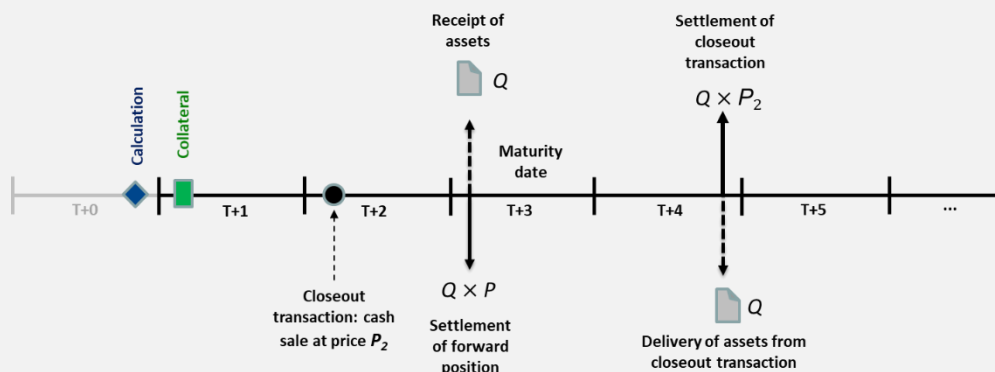 Receipt of
assets
Q
Settlement of
closeout
transaction
Q × P₂
Calculation
Collateral
Maturity
date
T+0
T+1
T+2
T+3
T+4
T+5
...
Closeout
transaction: cash
sale at price P₂
Q × P
Settlement
of forward
position
Q
Delivery of assets from
closeout transaction